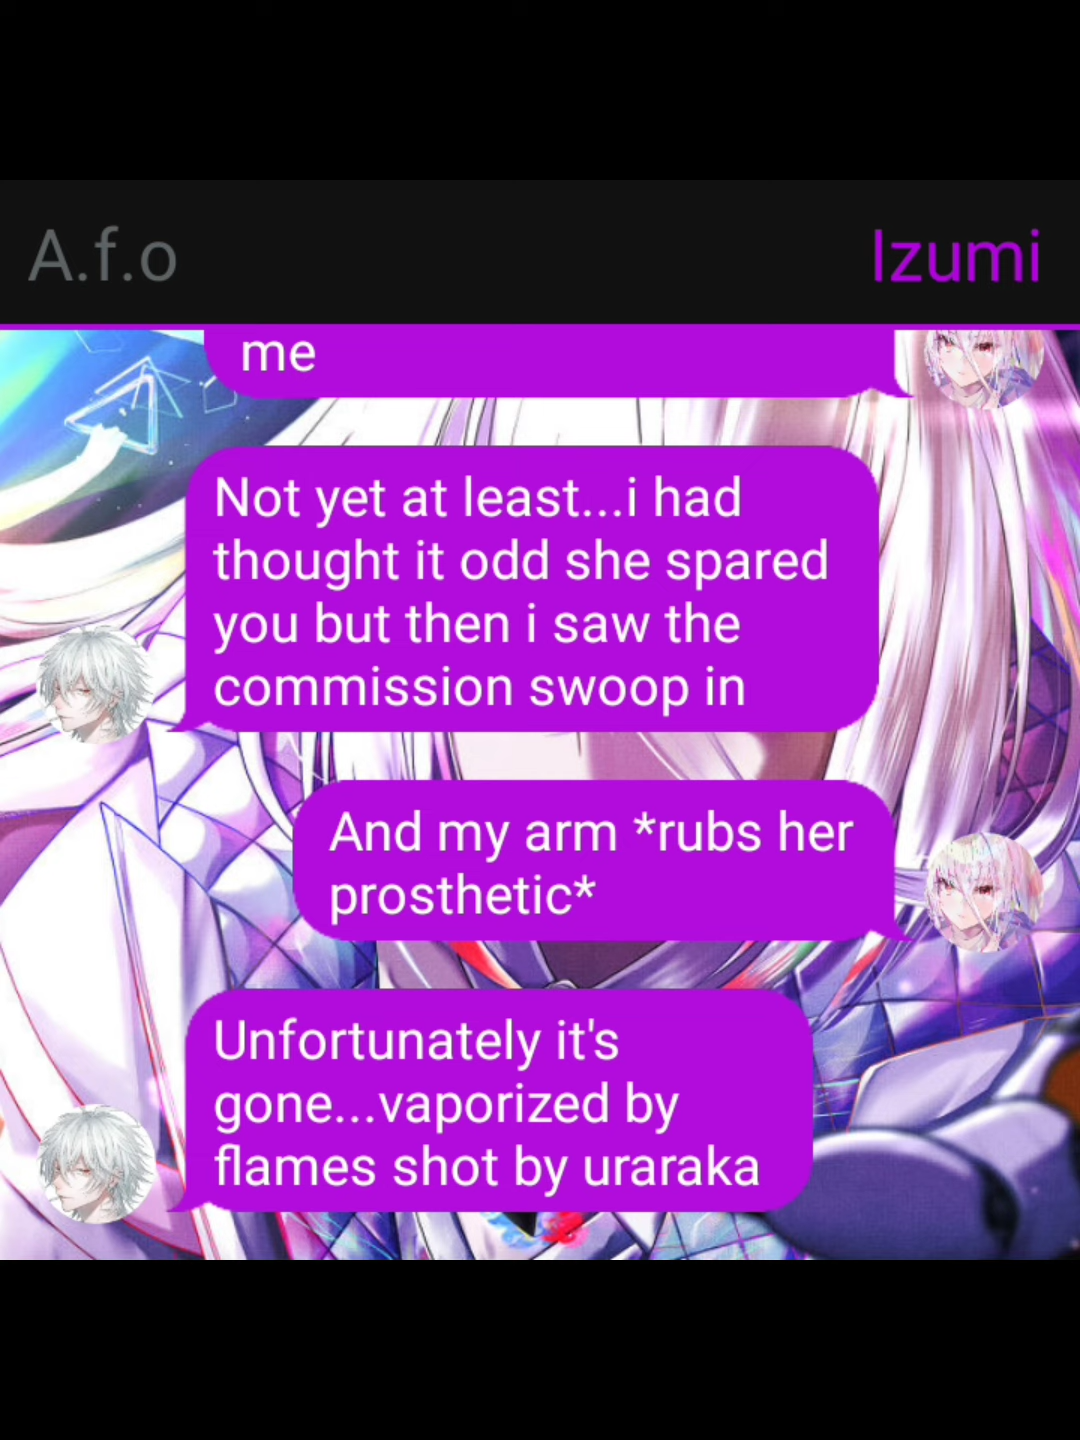 A.f.o
Izumi
me
Not yet at least...i had
thought it odd she spared
you but then i saw the
commission swoop in
And my arm *rubs her
prosthetic*
Unfortunately it's
gone...vaporized by
flames shot by uraraka